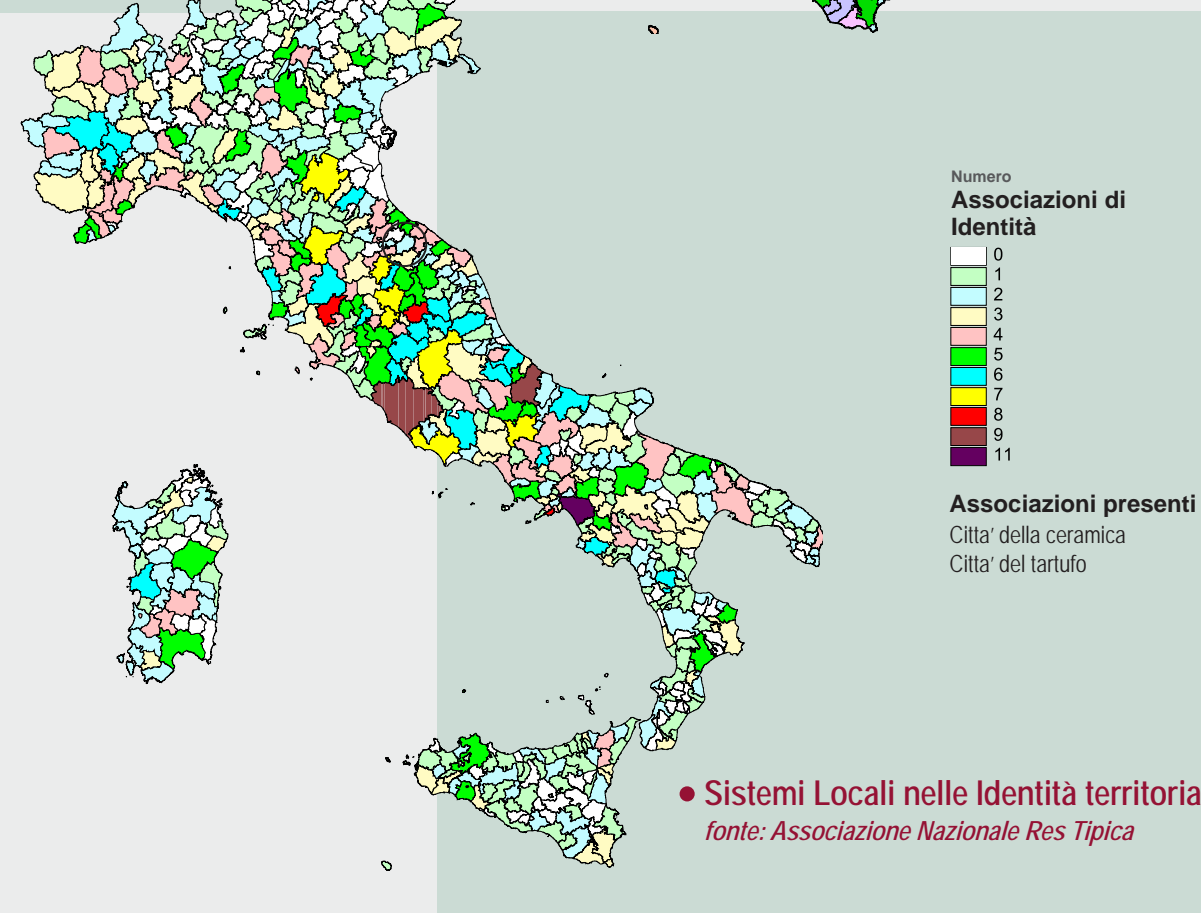 Numero
Associazioni di
Identità
0
1
2
3
4
5
6
7
8
9
11
Associazioni presenti
Citta' della ceramica
Citta' del tartufo
• Sistemi Locali nelle Identità territoria
fonte: Associazione Nazionale Res Tipica